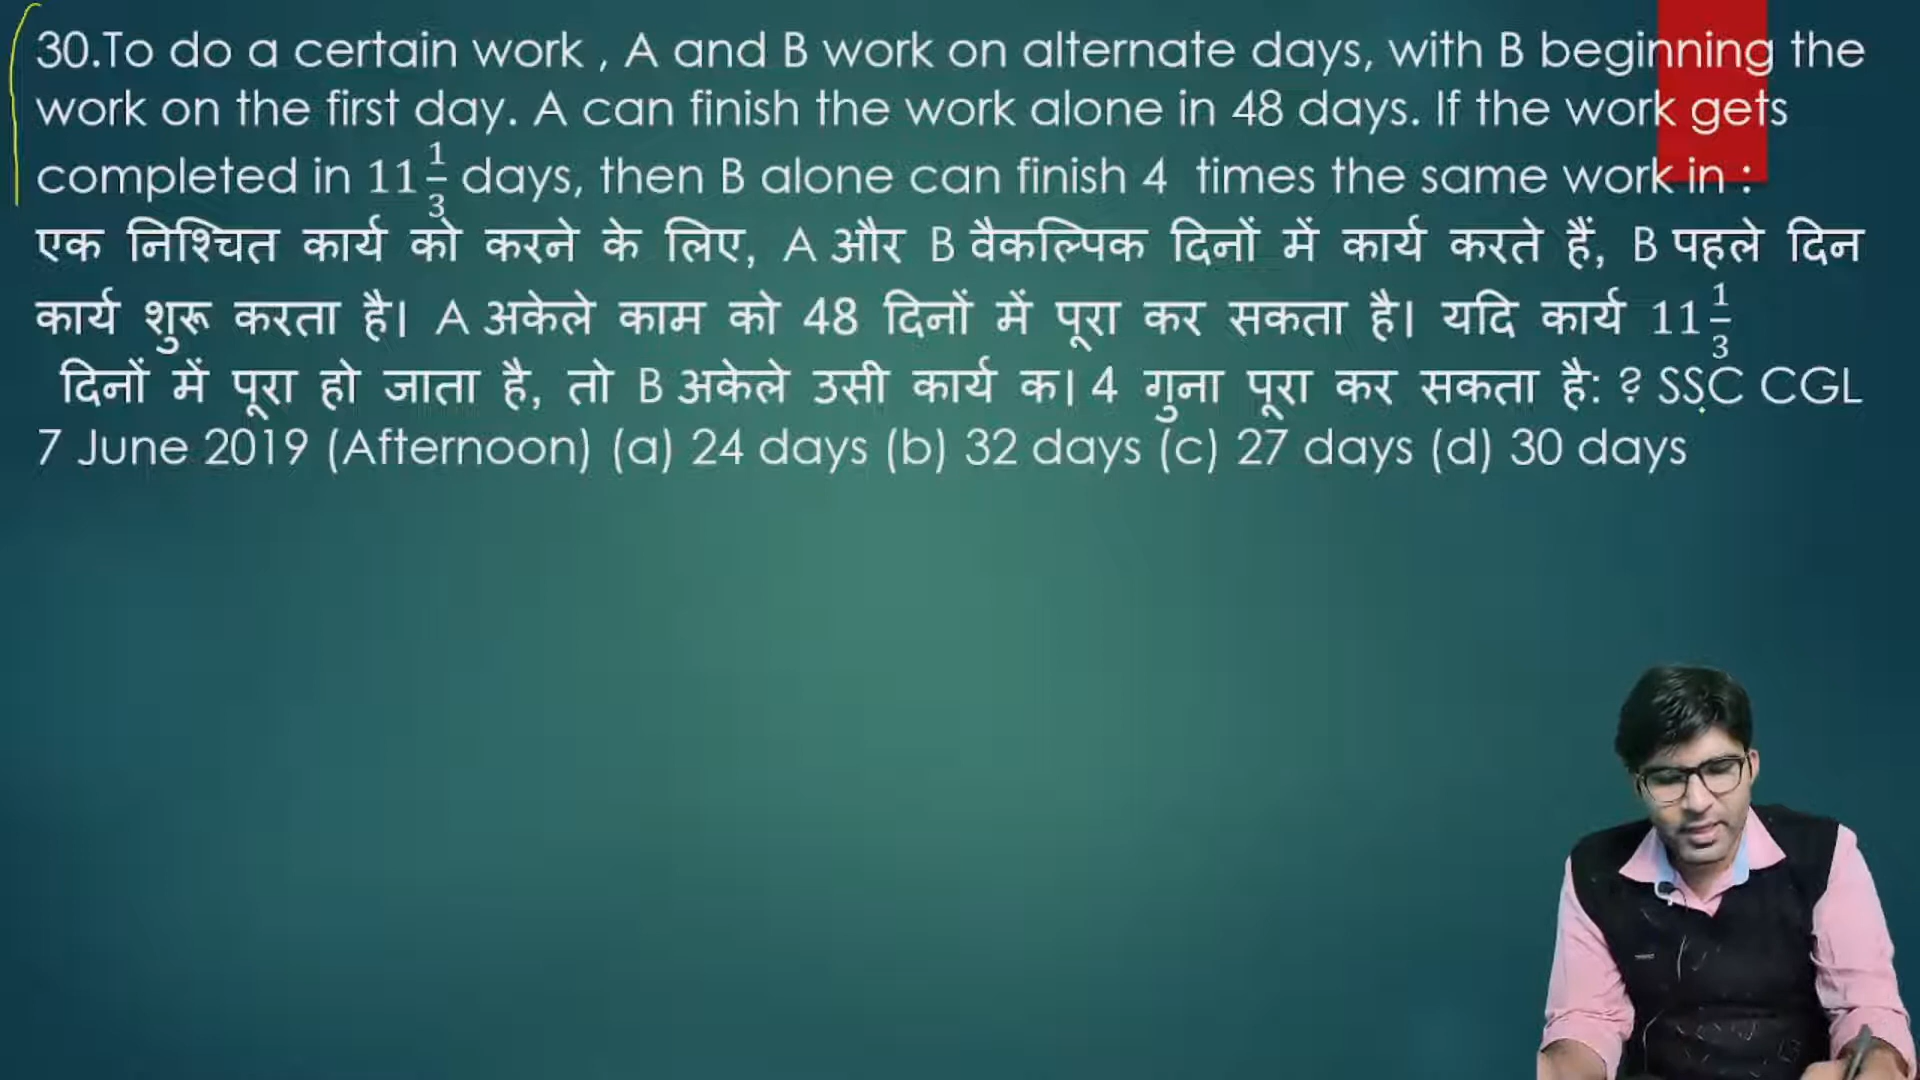 30.To do a certain work , A and B work on alternate days, with B beginning the
work on the first day. A can finish the work alone in 48 days. If the work gets
completed in 11 1/3 days, then B alone can finish 4 times the same work in :
एक निश्चित कार्य को करने के लिए, A और B वैकल्पिक दिनों में कार्य करते हैं, B पहले दिन
कार्य शुरू करता है। A अकेले काम को 48 दिनों में पूरा कर सकता है। यदि कार्य 11 1/3
दिनों में पूरा हो जाता है, तो B अकेले उसी कार्य क। 4 गुना पूरा कर सकता है: ? SSC CGL
7 June 2019 (Afternoon) (a) 24 days (b) 32 days (c) 27 days (d) 30 days